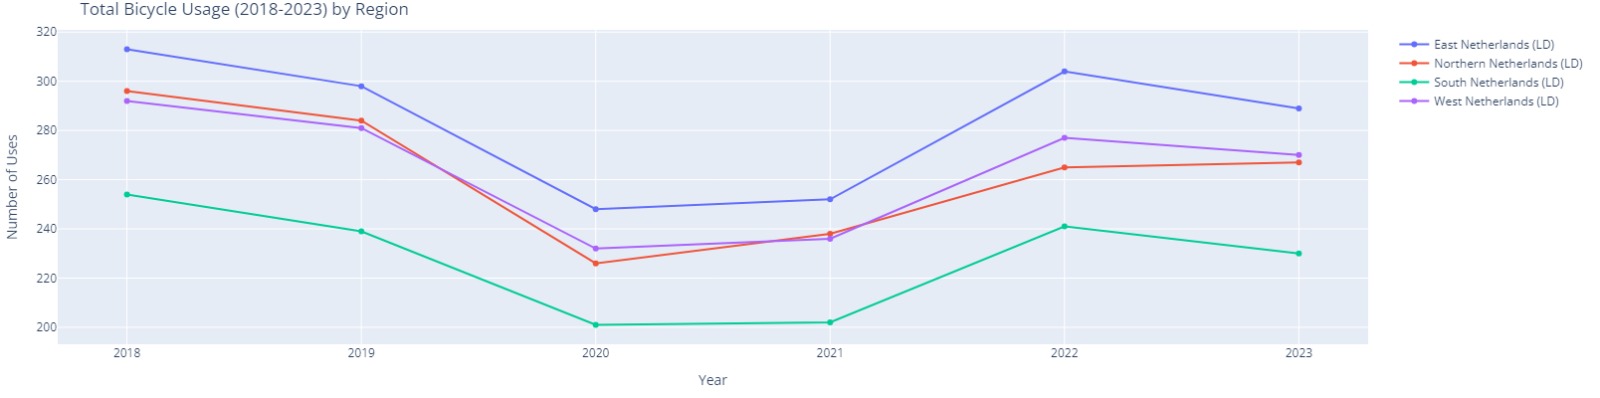 Total Bicycle Usage (2018-2023) by Region
320
300
280
260
240
220
200
Number of Uses
2018 2019 2020 2021 2022 2023
Year
East Netherlands (LD)
Northern Netherlands (LD)
South Netherlands (LD)
West Netherlands (LD)